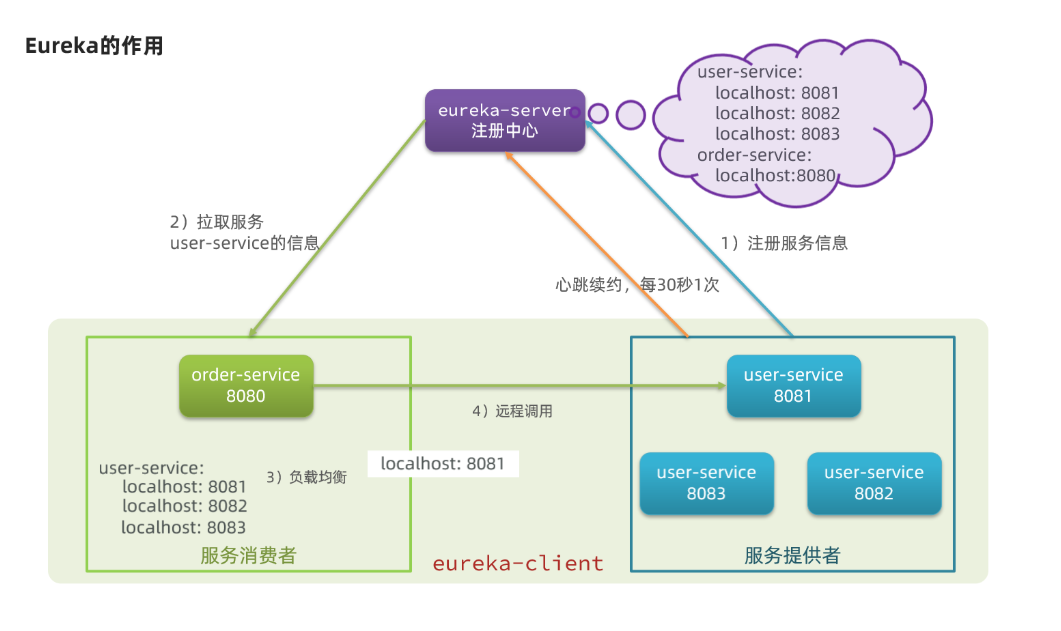 Eureka的作用
eureka-server
注册中心
user-service:
localhost: 8081
localhost: 8082
localhost: 8083
order-service:
localhost:8080
2）拉取服务
user-service的信息
1）注册服务信息
心跳续约，每30秒1次
order-service
8080
user-service
8081
4）远程调用
user-service:
localhost: 8081
localhost: 8082
localhost: 8083
3）负载均衡
localhost: 8081
user-service
8083
user-service
8082
服务消费者
服务提供者
eureka-client